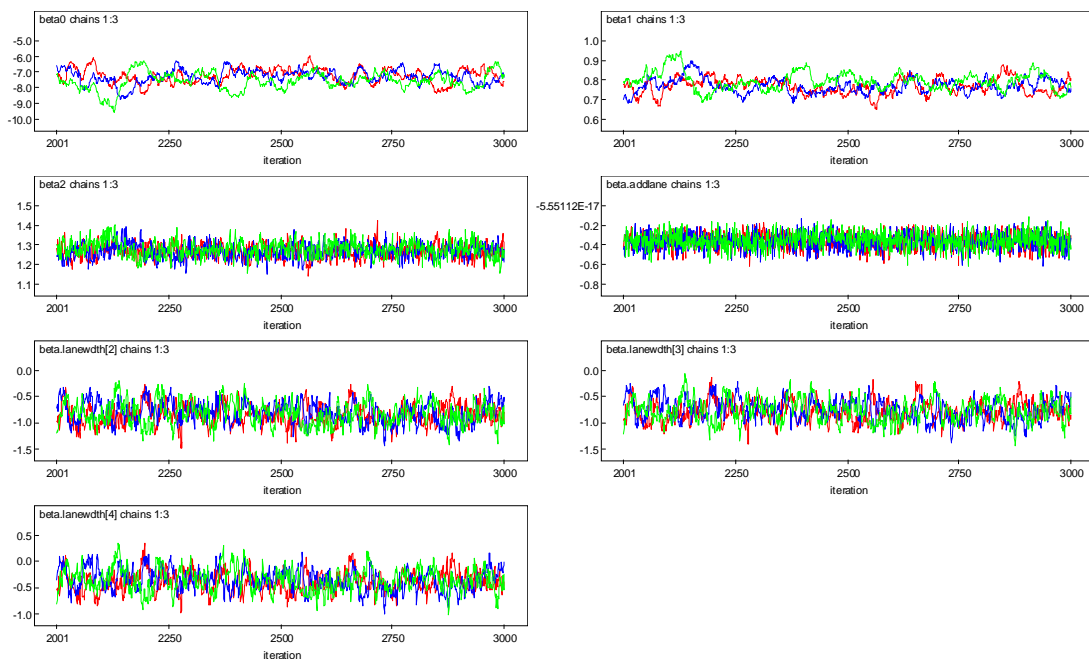 beta0 chains 1:3
-5.0
-6.0
-7.0
-8.0
-9.0
-10.0
2001 2250 2500 2750 3000
iteration
beta1 chains 1:3
1.0
0.9
0.8
0.7
0.6
2001 2250 2500 2750 3000
iteration
beta2 chains 1:3
1.5
1.4
1.3
1.2
1.1
2001 2250 2500 2750 3000
iteration
beta.addlane chains 1:3
-5.55112E-17
-0.2
-0.4
-0.6
-0.8
2001 2250 2500 2750 3000
iteration
beta.lanewdth[2] chains 1:3
0.0
-0.5
-1.0
-1.5
2001 2250 2500 2750 3000
iteration
beta.lanewdth[3] chains 1:3
0.0
-0.5
-1.0
-1.5
2001 2250 2500 2750 3000
iteration
beta.lanewdth[4] chains 1:3
0.5
0.0
-0.5
-1.0
2001 2250 2500 2750 3000
iteration